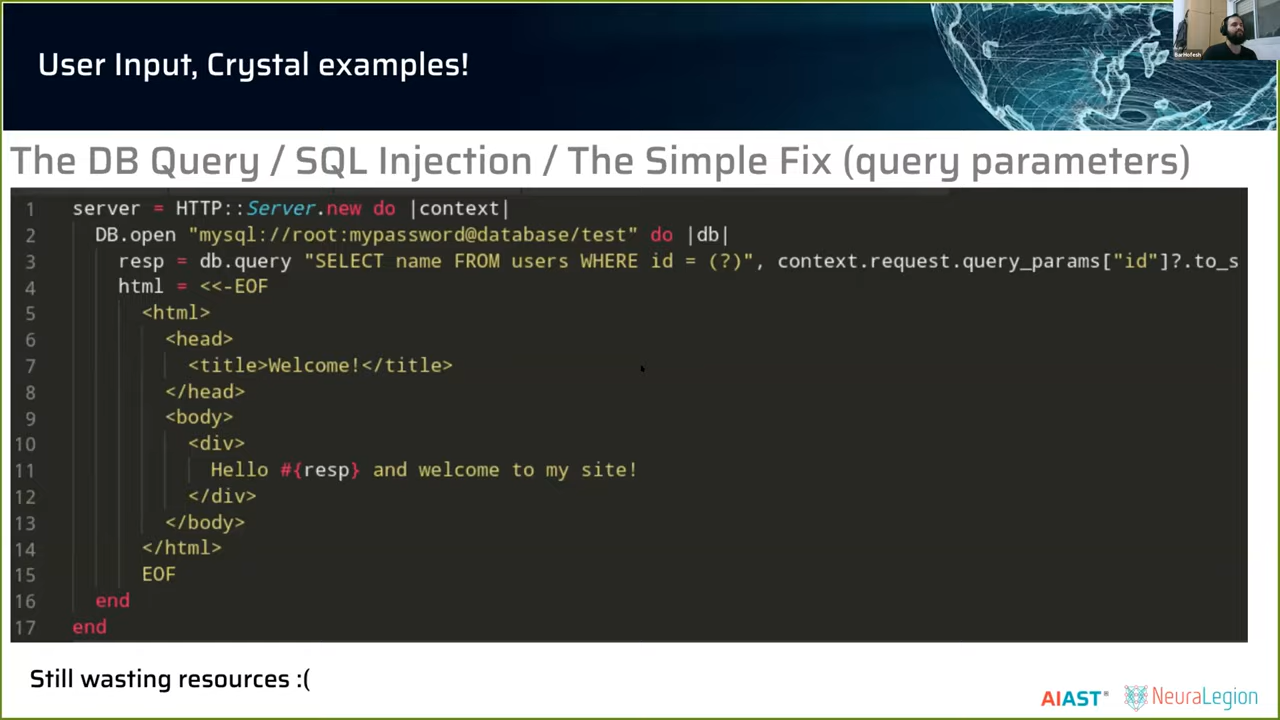 User Input, Crystal examples!
BarHofesh
The DB Query / SQL Injection / The Simple Fix (query parameters)
1 server = HTTP::Server.new do |context|
2 DB.open "mysql://root:mypassword@database/test" do |db|
3 resp = db.query "SELECT name FROM users WHERE id = (?)", context.request.query_params["id"]?.to_s
4 html = <<-EOF
5 <html>
6 <head>
7 <title>Welcome!</title>
8 </head>
9 <body>
10 <div>
11 Hello #{resp} and welcome to my site!
12 </div>
13 </body>
14 </html>
15 EOF
16 end
17 end
Still wasting resources :(
AIAST
NeuraLegion